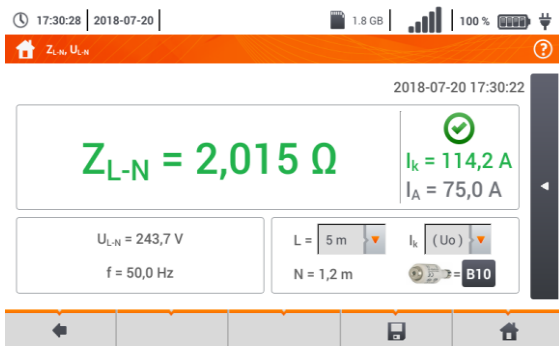 17:30:28 2018-07-20 1.8 GB 100 %
ZL-N, UL-N ?
2018-07-20 17:30:22
ZL-N = 2,015 Ω
Ik = 114,2 A
IA = 75,0 A
UL-N = 243,7 V
f = 50,0 Hz
L = 5 m Ik (Uo)
N = 1,2 m = B10